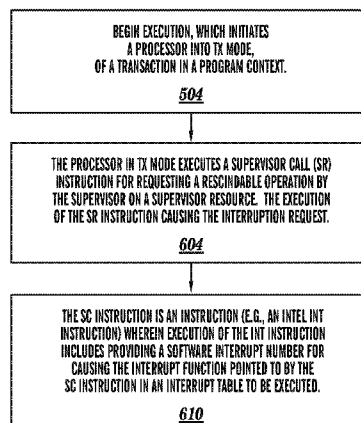 BEGIN EXECUTION, WHICH INITIATES
A PROCESSOR INTO TX MODE,
OF A TRANSACTION IN A PROGRAM CONTEXT.
504
THE PROCESSOR IN TX MODE EXECUTES A SUPERVISOR CALL (SR)
INSTRUCTION FOR REQUESTING A RESCINDABLE OPERATION BY
THE SUPERVISOR ON A SUPERVISOR RESOURCE. THE EXECUTION
OF THE SR INSTRUCTION CAUSING THE INTERRUPTION REQUEST.
604
THE SC INSTRUCTION IS AN INSTRUCTION (E.G., AN INTEL INT
INSTRUCTION) WHEREIN EXECUTION OF THE INT INSTRUCTION
INCLUDES PROVIDING A SOFTWARE INTERRUPT NUMBER FOR
CAUSING THE INTERRUPT FUNCTION POINTED TO BY THE
SC INSTRUCTION IN AN INTERRUPT TABLE TO BE EXECUTED.
610